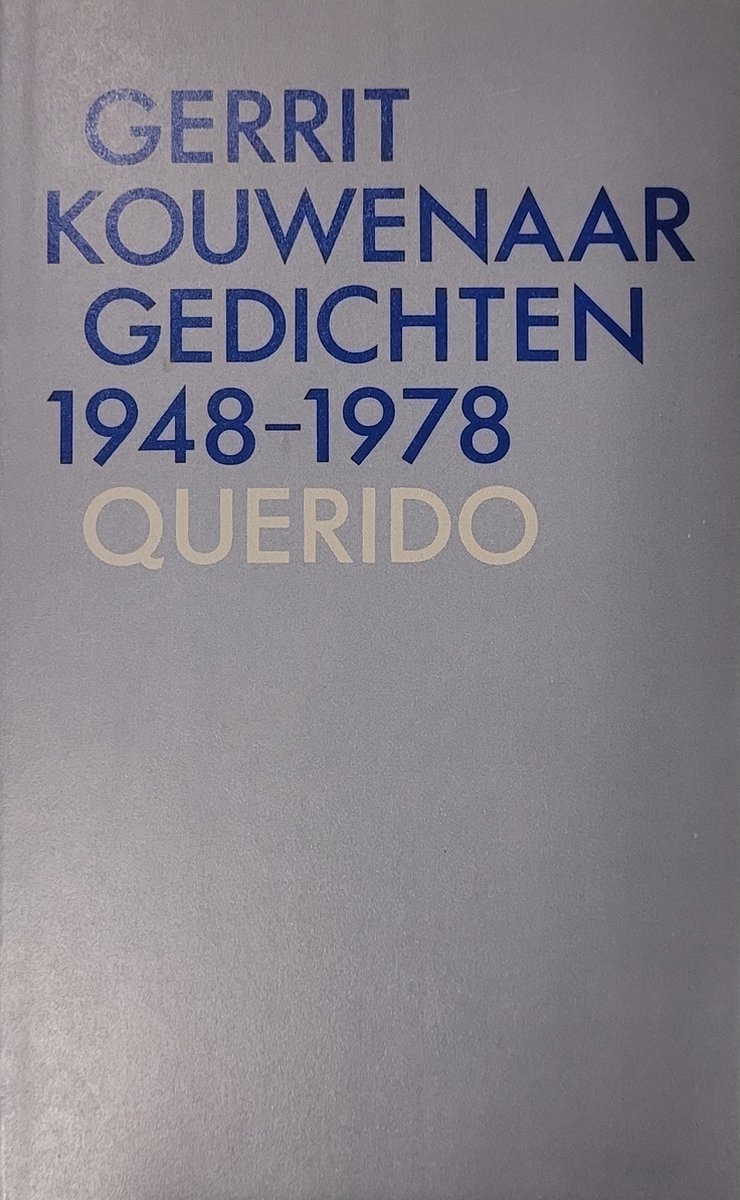 GERRIT
KOUWENAAR
GEDICHTEN
1948–1978
QUERIDO